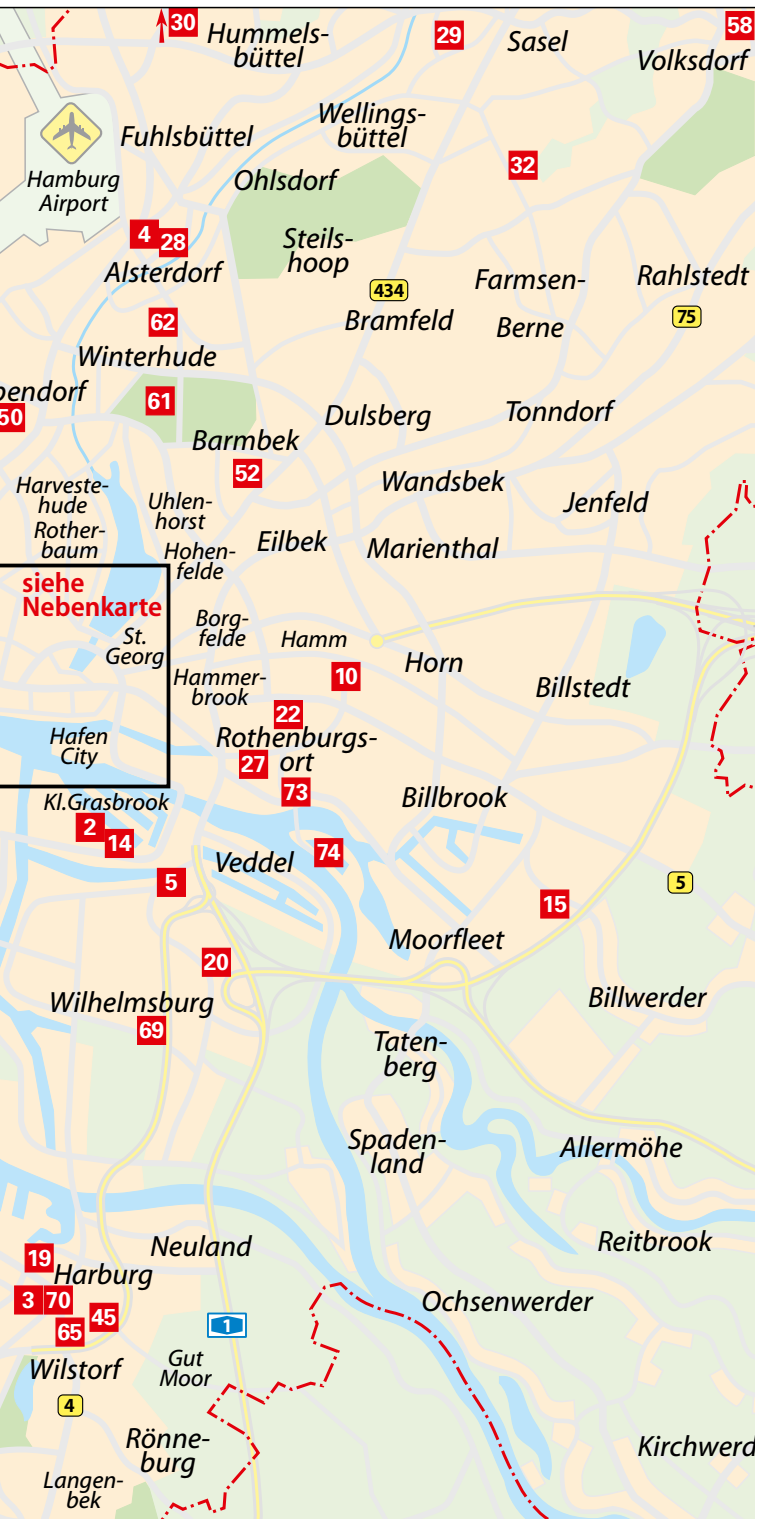 30
Hummels-
büttel
29
Sasel
58
Volksdorf
Fuhlsbüttel
Wellings-
büttel
Hamburg
Airport
Ohlsdorf
32
4
28
Alsterdorf
Steils-
hoop
434
Bramfeld
Farmsen-
Berne
Rahlstedt
75
62
Winterhude
pendorf
50
61
Barmbek
52
Dulsberg
Tonndorf
Harveste-
hude
Rother-
baum
Uhlen-
horst
Hohen-
felde
Eilbek
Wandsbek
Marienthal
Jenfeld
siehe
Nebenkarte
St.
Georg
Borg-
felde
Hamm
Horn
10
Hammer-
brook
22
Billstedt
Hafen
City
Rothenburgs-
ort
27
73
Kl.Grasbrook
2
14
Billbrook
5
Veddel
74
5
15
20
Moorfleet
Wilhelmsburg
69
Billwerder
Taten-
berg
Spaden-
land
Allermöhe
Neuland
Reitbrook
19
Harburg
3
70
45
65
1
Ochsenwerder
Wilstorf
Gut
Moor
4
Rönne-
burg
Langen-
bek
Kirchwerd